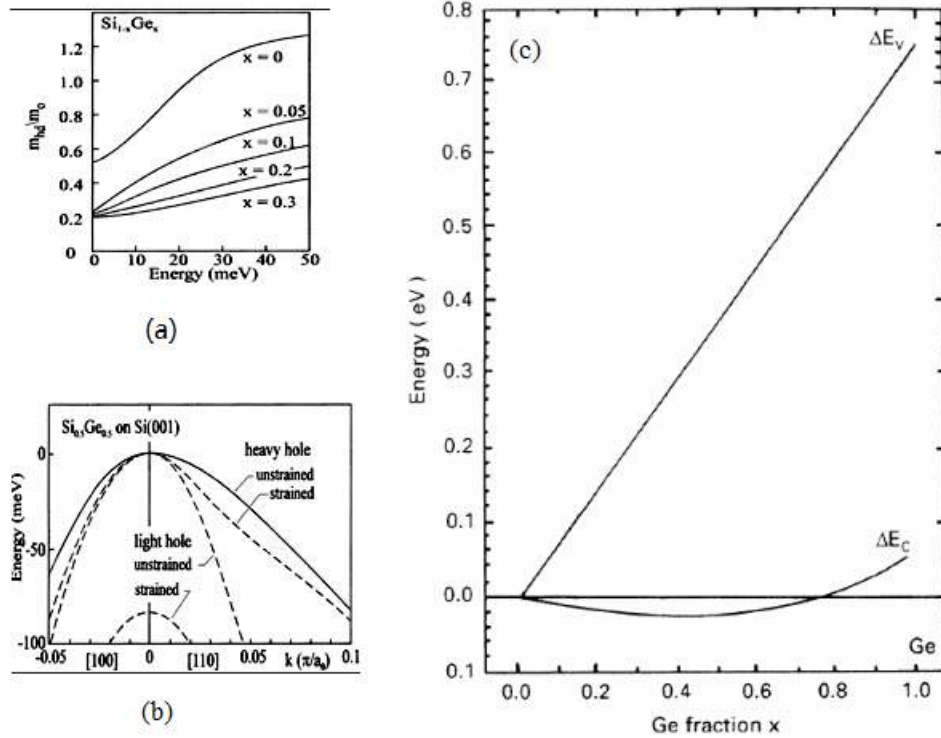 Si₁₋ₓGeₓ
1.2
1.0
0.8
0.6
0.4
0.2
0
m_hd\m_0
x = 0
x = 0.05
x = 0.1
x = 0.2
x = 0.3
0 10 20 30 40 50
Energy (meV)
(a)
Si₀.₅Ge₀.₅ on Si(001)
heavy hole
unstrained
strained
light hole
unstrained
strained
Energy (meV)
0
-50
-100
-0.05 0 0.05 0.1
[100] [110] k (π/a₀)
(b)
(c)
0.8
0.7
0.6
0.5
0.4
0.3
0.2
0.1
0.0
0.1
Energy ( eV)
ΔE_V
ΔE_C
Ge
0.0 0.2 0.4 0.6 0.8 1.0
Ge fraction x